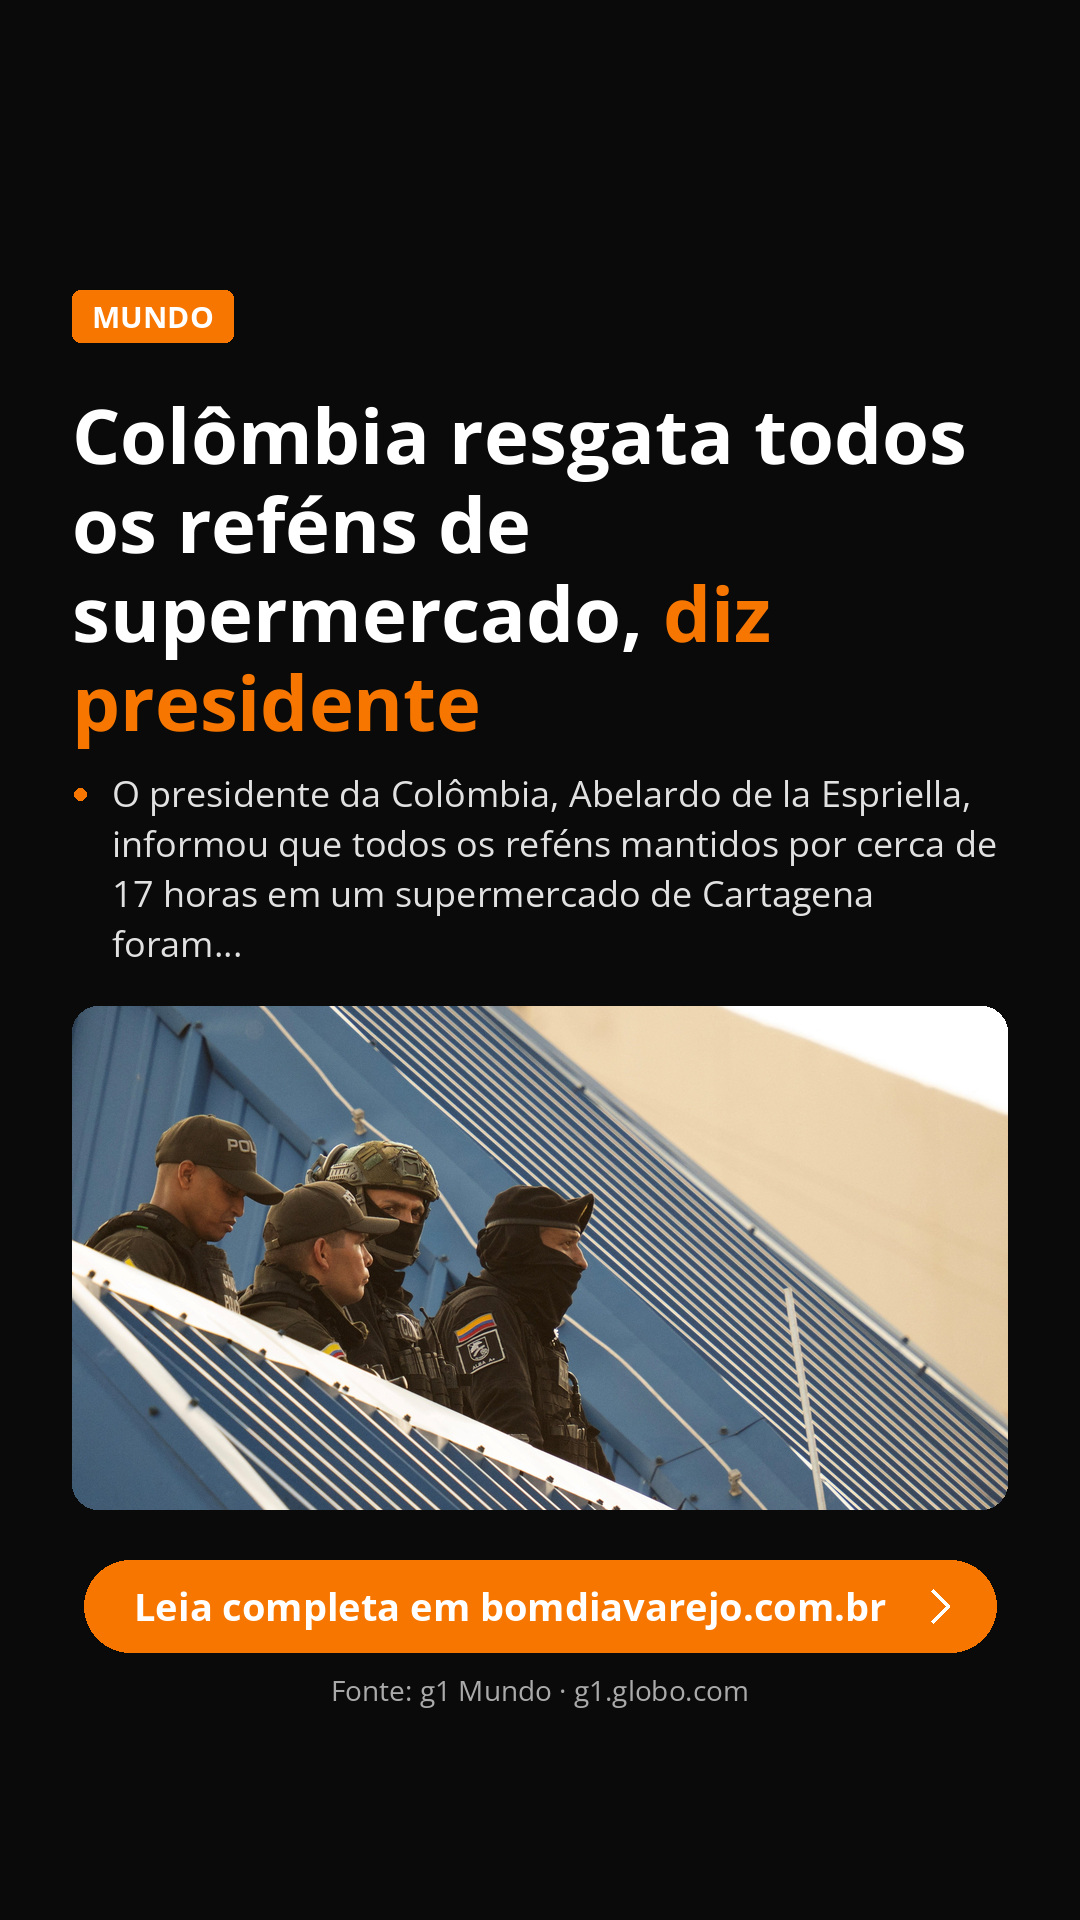 MUNDO
Colômbia resgata todos
os reféns de
supermercado, diz
presidente
O presidente da Colômbia, Abelardo de la Espriella,
informou que todos os reféns mantidos por cerca de
17 horas em um supermercado de Cartagena
foram...
POL
Leia completa em bomdiavarejo.com.br
Fonte: g1 Mundo · g1.globo.com